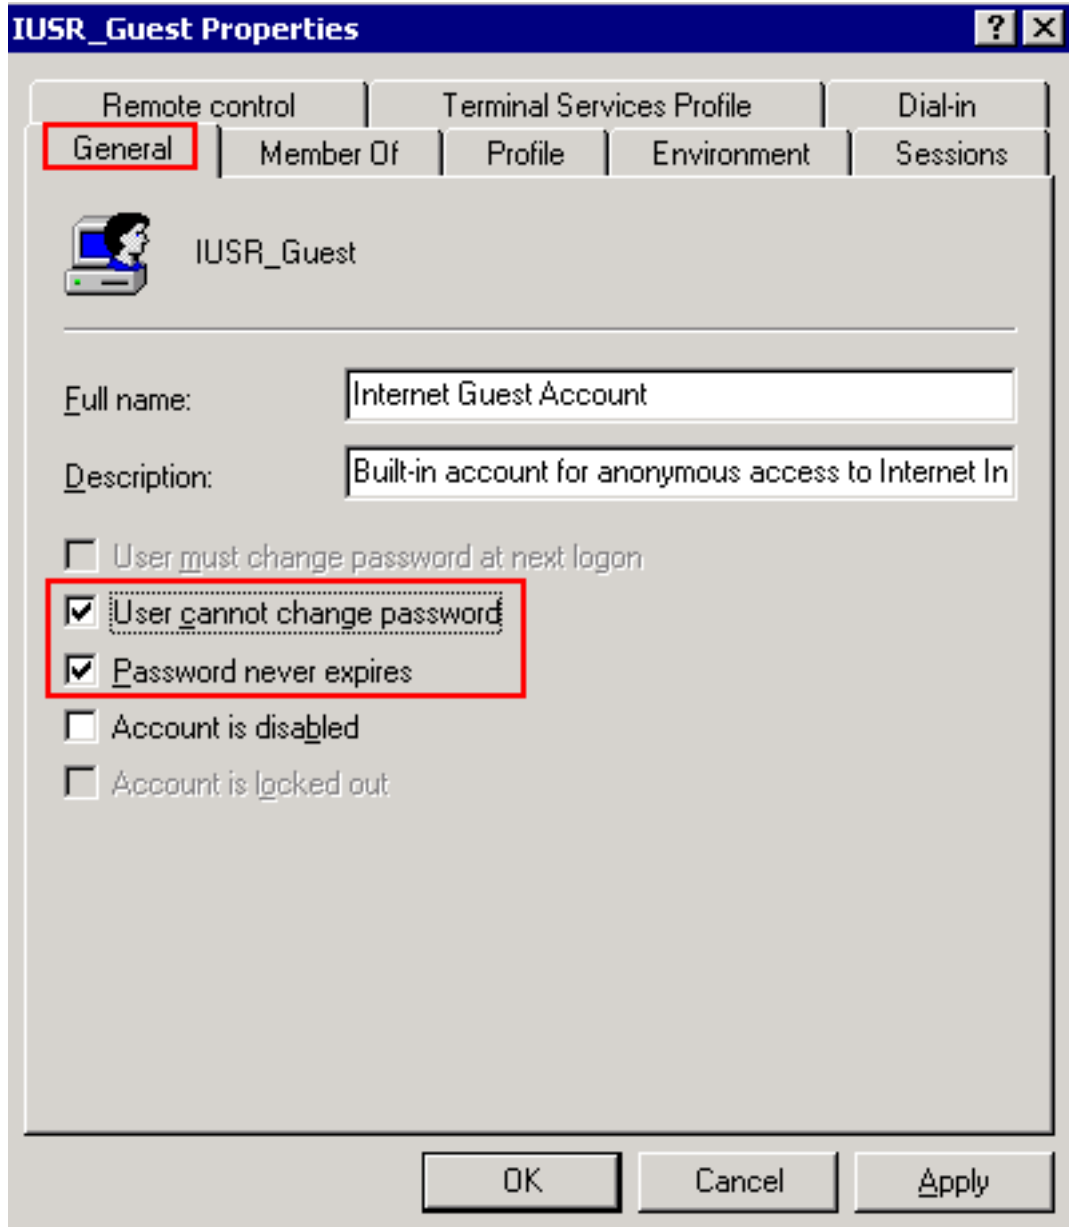 IUSR_Guest Properties
Remote control Terminal Services Profile Dial-in
General Member Of Profile Environment Sessions
IUSR_Guest
Full name: Internet Guest Account
Description: Built-in account for anonymous access to Internet In
User must change password at next logon
User cannot change password
Password never expires
Account is disabled
Account is locked out
OK Cancel Apply